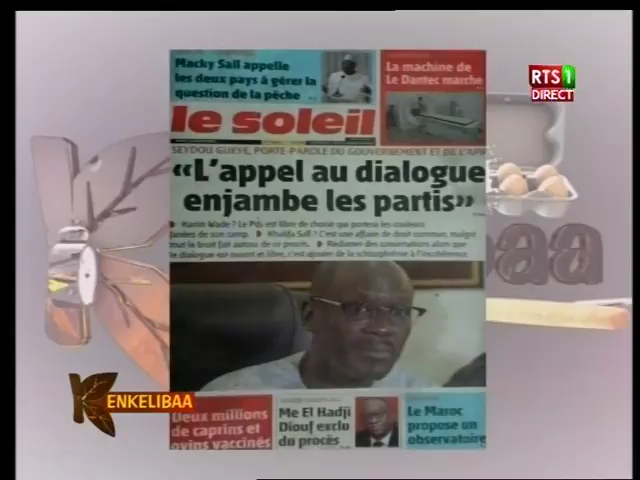 Macky Sall appelle
les deux pays à gérer la
question de la pêche
La machine de
Le Dantec marche
RTS1
DIRECT
le soleil
SEYDOU GUEYE, PORTE-PAROLE DU GOUVERNEMENT ET DE L'APR
«L'appel au dialogue
enjambe les partis»
Karim Wade ? Le Pds est libre de choisir qui portera les couleurs
de son camp. Khalifa Sall ? C'est une affaire de droit commun, malgré
tout le bruit fait autour de ce procès. Réclamer des conversations alors que
le dialogue est ouvert et libre, c'est ajouter de la schizophrénie à l'incohérence
aa
KENKELIBAA
Deux millions
de caprins et
ovins vaccinés
Me El Hadji
Diouf exclu
du procès
Le Maroc
propose un
observatoire